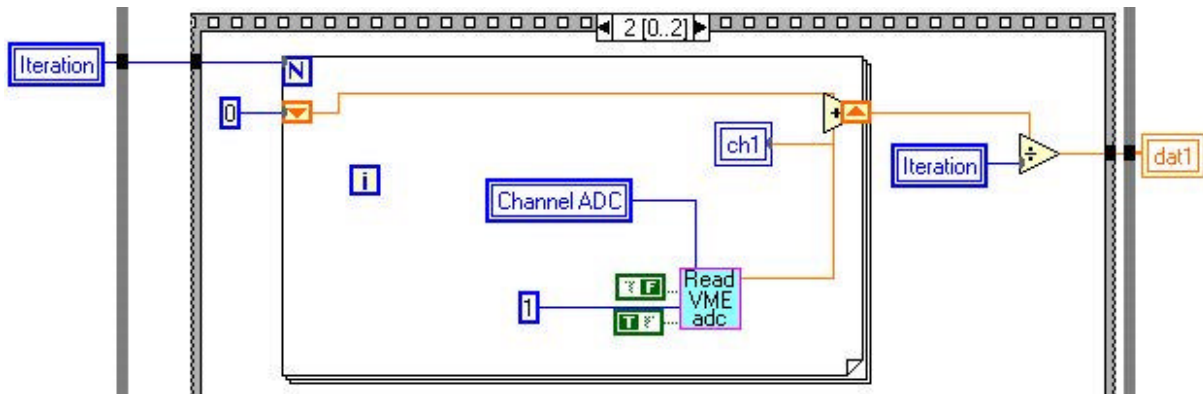 2 [0..2]
Iteration
N
0
+
ch1
÷
Iteration
dat1
i
Channel ADC
F
1
T
Read
VME
adc